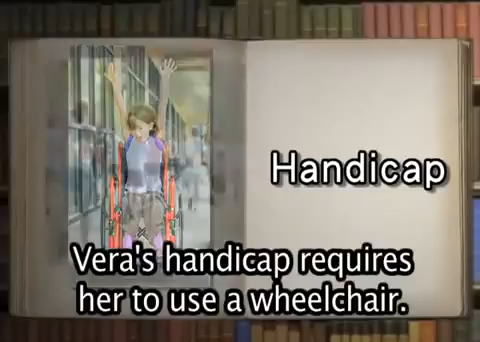 Handicap
Vera's handicap requires
her to use a wheelchair.